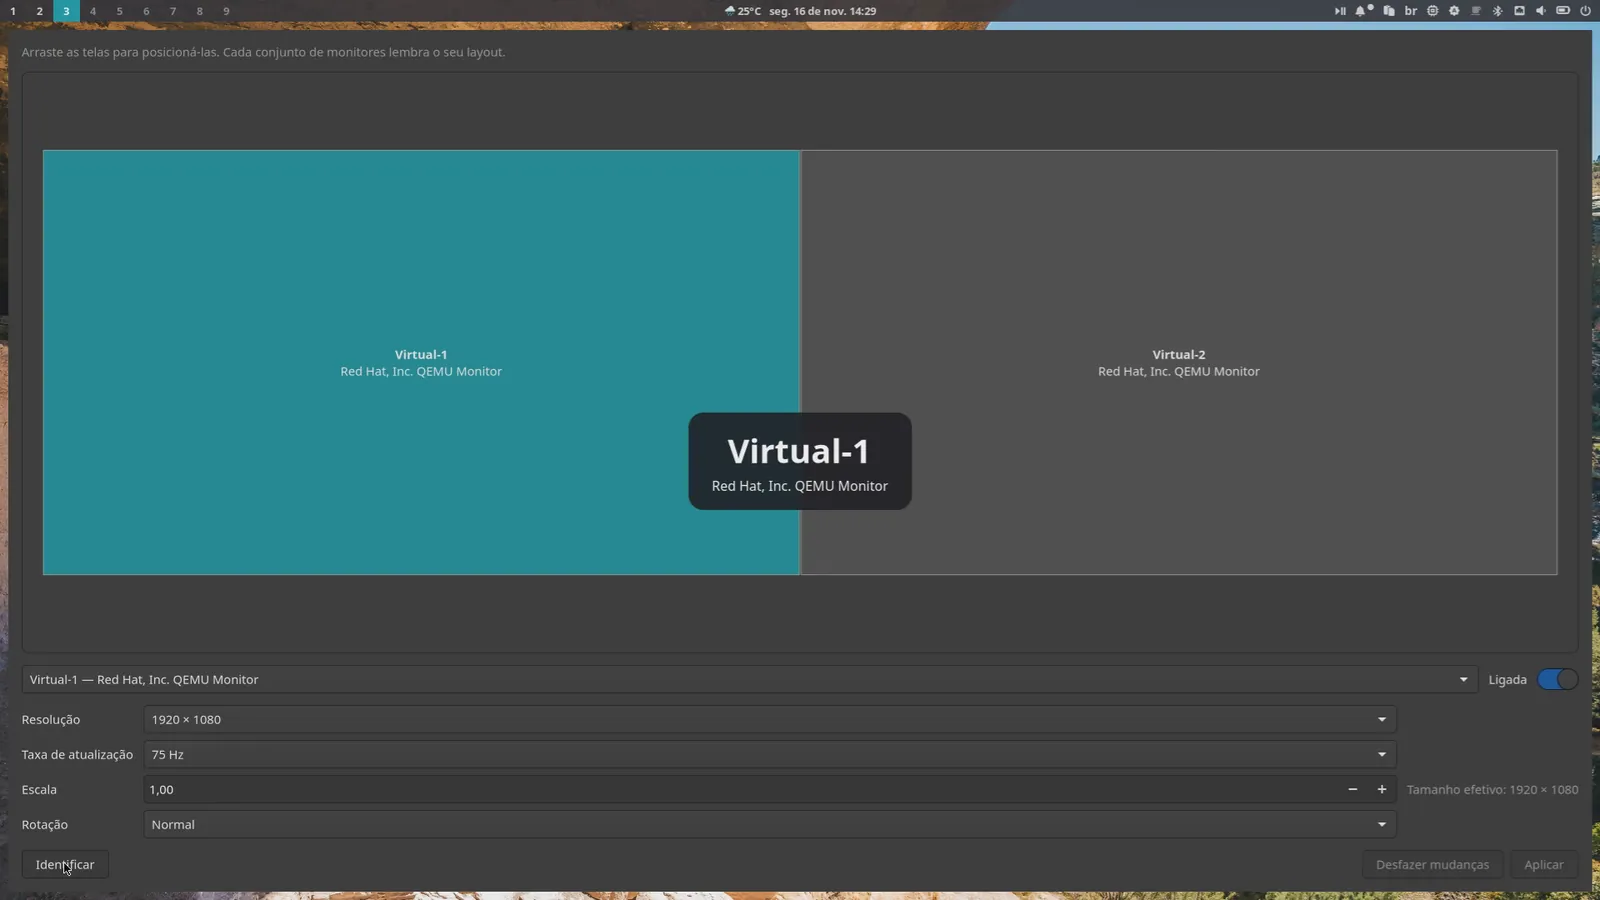 1 2 3 4 5 6 7 8 9
25°C seg. 16 de nov. 14:29
br
Arraste as telas para posicioná-las. Cada conjunto de monitores lembra o seu layout.
Virtual-1
Red Hat, Inc. QEMU Monitor
Virtual-2
Red Hat, Inc. QEMU Monitor
Virtual-1
Red Hat, Inc. QEMU Monitor
Virtual-1 — Red Hat, Inc. QEMU Monitor
Ligada
Resolução
1920 × 1080
Taxa de atualização
75 Hz
Escala
1,00
Tamanho efetivo: 1920 × 1080
Rotação
Normal
Identificar
Desfazer mudanças
Aplicar